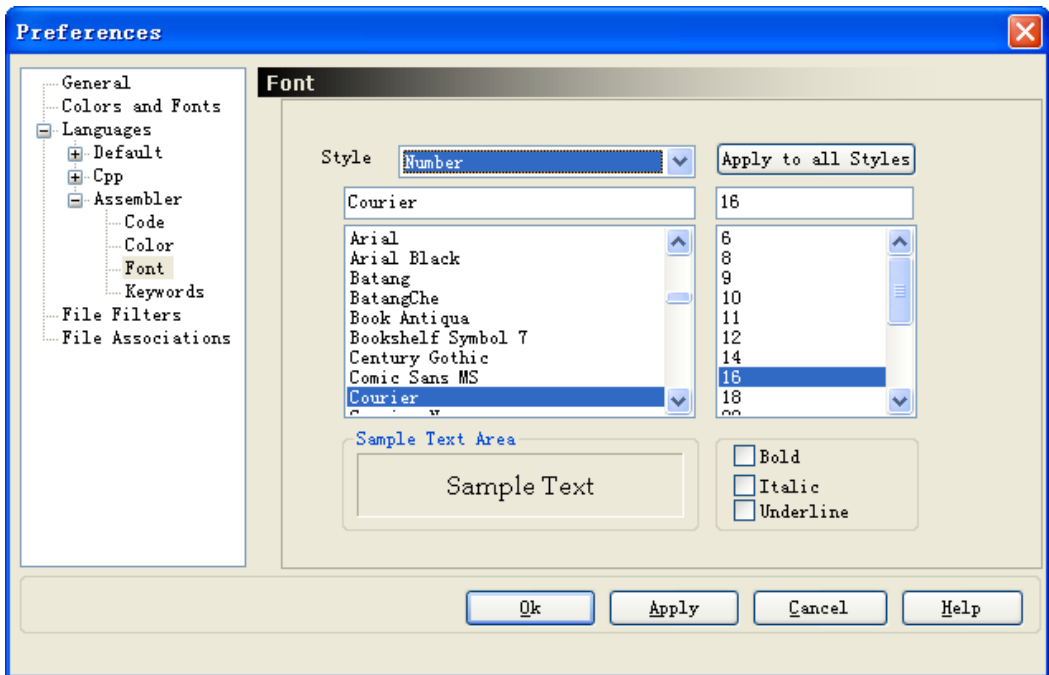 Preferences
General
Colors and Fonts
Languages
Default
Cpp
Assembler
Code
Color
Font
Keywords
File Filters
File Associations
Font
Style
Number
Apply to all Styles
Courier
16
Arial
Arial Black
Batang
BatangChe
Book Antiqua
Bookshelf Symbol 7
Century Gothic
Comic Sans MS
Courier
6
8
9
10
11
12
14
16
18
Sample Text Area
Sample Text
Bold
Italic
Underline
Ok
Apply
Cancel
Help